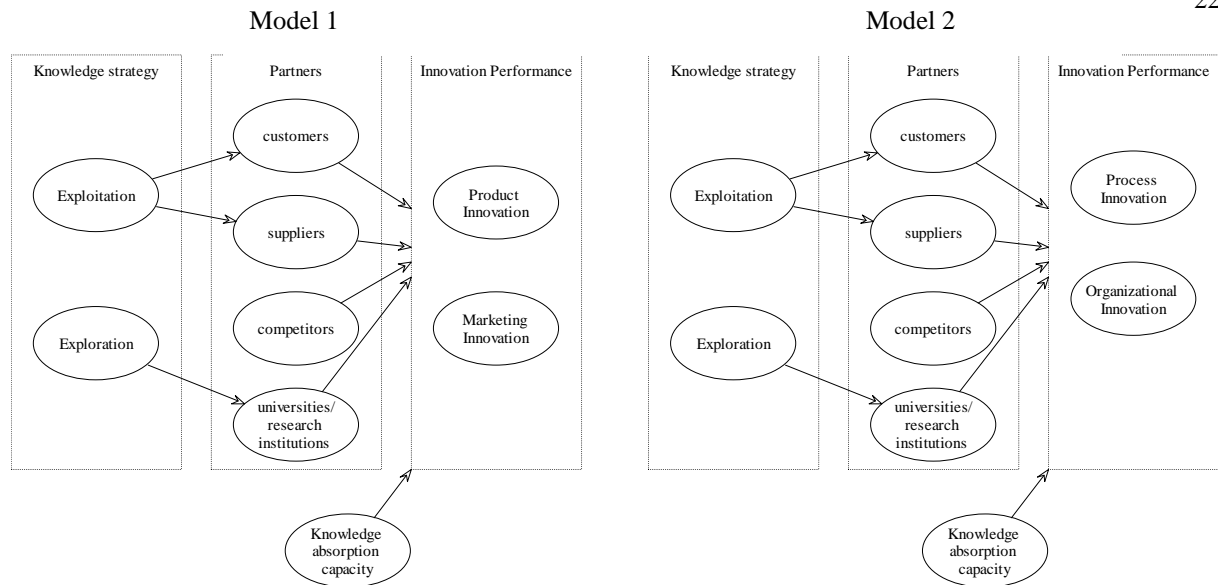 22
Model 1
Knowledge strategy
Partners
Innovation Performance
customers
Exploitation
Product
Innovation
suppliers
competitors
Marketing
Innovation
Exploration
universities/
research
institutions
Knowledge
absorption
capacity
Model 2
Knowledge strategy
Partners
Innovation Performance
customers
Exploitation
Process
Innovation
suppliers
Organizational
Innovation
competitors
Exploration
universities/
research
institutions
Knowledge
absorption
capacity